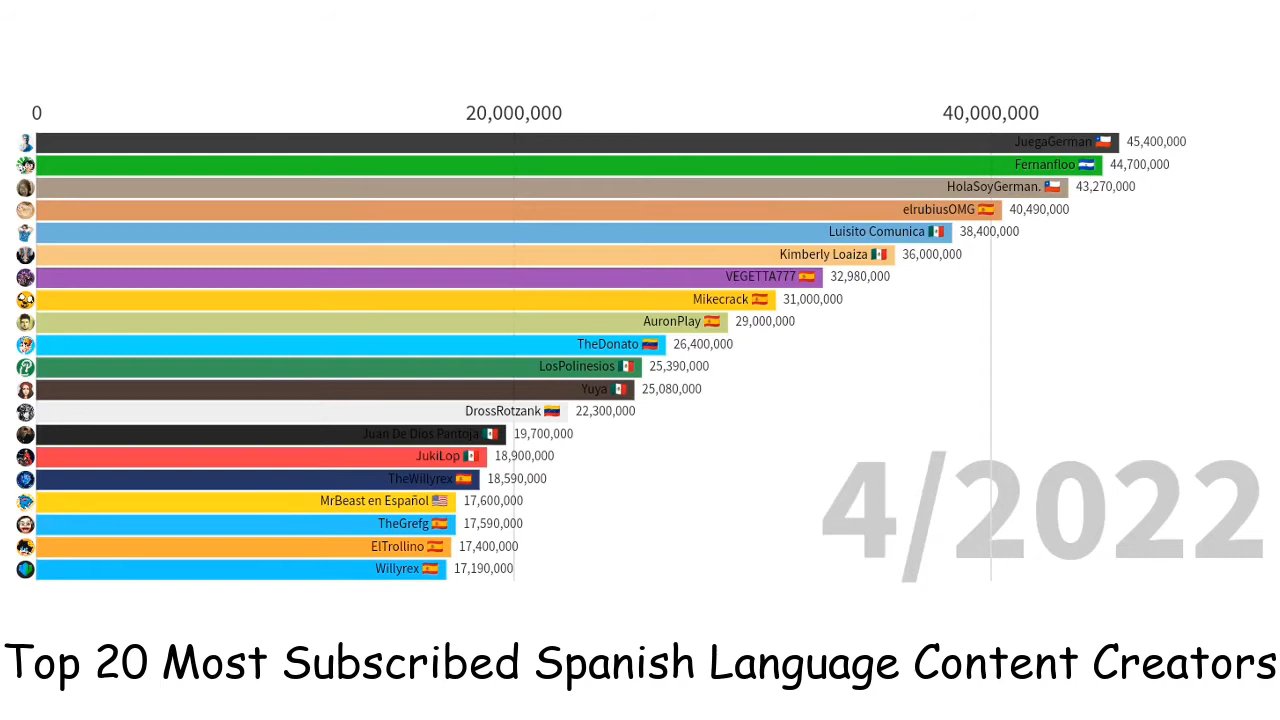 0 20,000,000 40,000,000
JuegaGerman 🇨🇱 45,400,000
Fernanfloo 🇸🇻 44,700,000
HolaSoyGerman. 🇨🇱 43,270,000
elrubiusOMG 🇪🇸 40,490,000
Luisito Comunica 🇲🇽 38,400,000
Kimberly Loaiza 🇲🇽 36,000,000
VEGETTA777 🇪🇸 32,980,000
Mikecrack 🇪🇸 31,000,000
AuronPlay 🇪🇸 29,000,000
TheDonato 🇻🇪 26,400,000
LosPolinesios 🇲🇽 25,390,000
Yuya 🇲🇽 25,080,000
DrossRotzank 🇻🇪 22,300,000
Juan De Dios Pantoja 🇲🇽 19,700,000
JukiLop 🇲🇽 18,900,000
TheWillyrex 🇪🇸 18,590,000
MrBeast en Español 🇺🇸 17,600,000
TheGrefg 🇪🇸 17,590,000
ElTrollino 🇪🇸 17,400,000
Willyrex 🇪🇸 17,190,000
4/2022
Top 20 Most Subscribed Spanish Language Content Creators